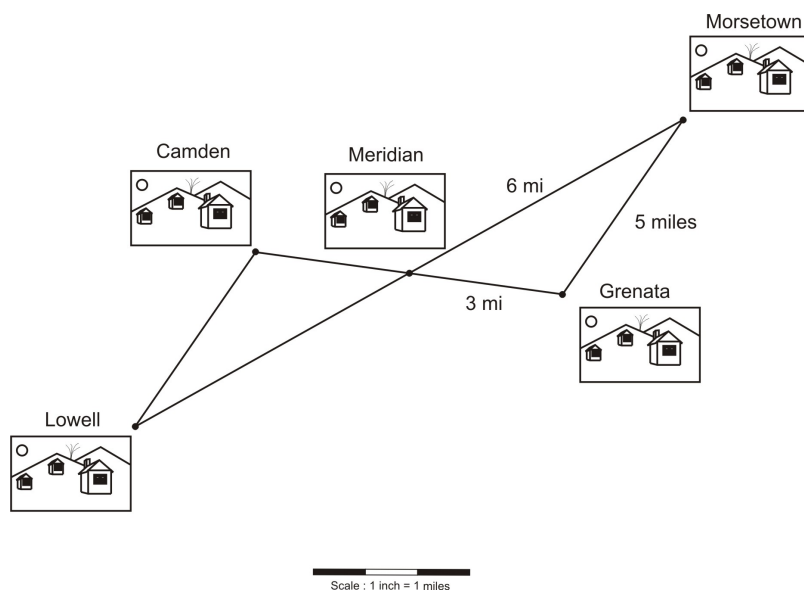 Morsetown
Camden
Meridian
6 mi
5 miles
3 mi
Grenata
Lowell
Scale : 1 inch = 1 miles